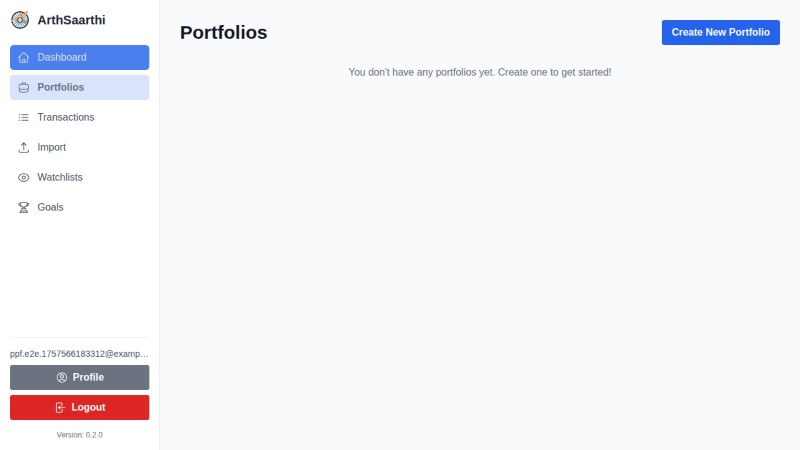 ArthSaarthi
Dashboard
Portfolios
Transactions
Import
Watchlists
Goals
ppf.e2e.1757566183312@examp...
Profile
Logout
Version: 0.2.0
Portfolios
Create New Portfolio
You don't have any portfolios yet. Create one to get started!